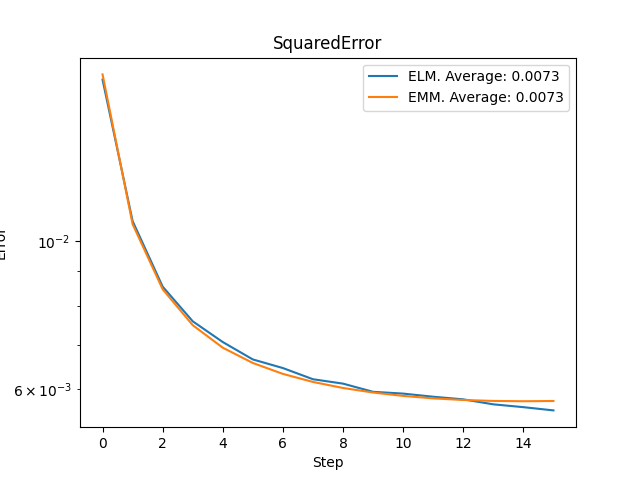 SquaredError
ELM. Average: 0.0073
EMM. Average: 0.0073
Error
10⁻²
6 × 10⁻³
0 2 4 6 8 10 12 14
Step